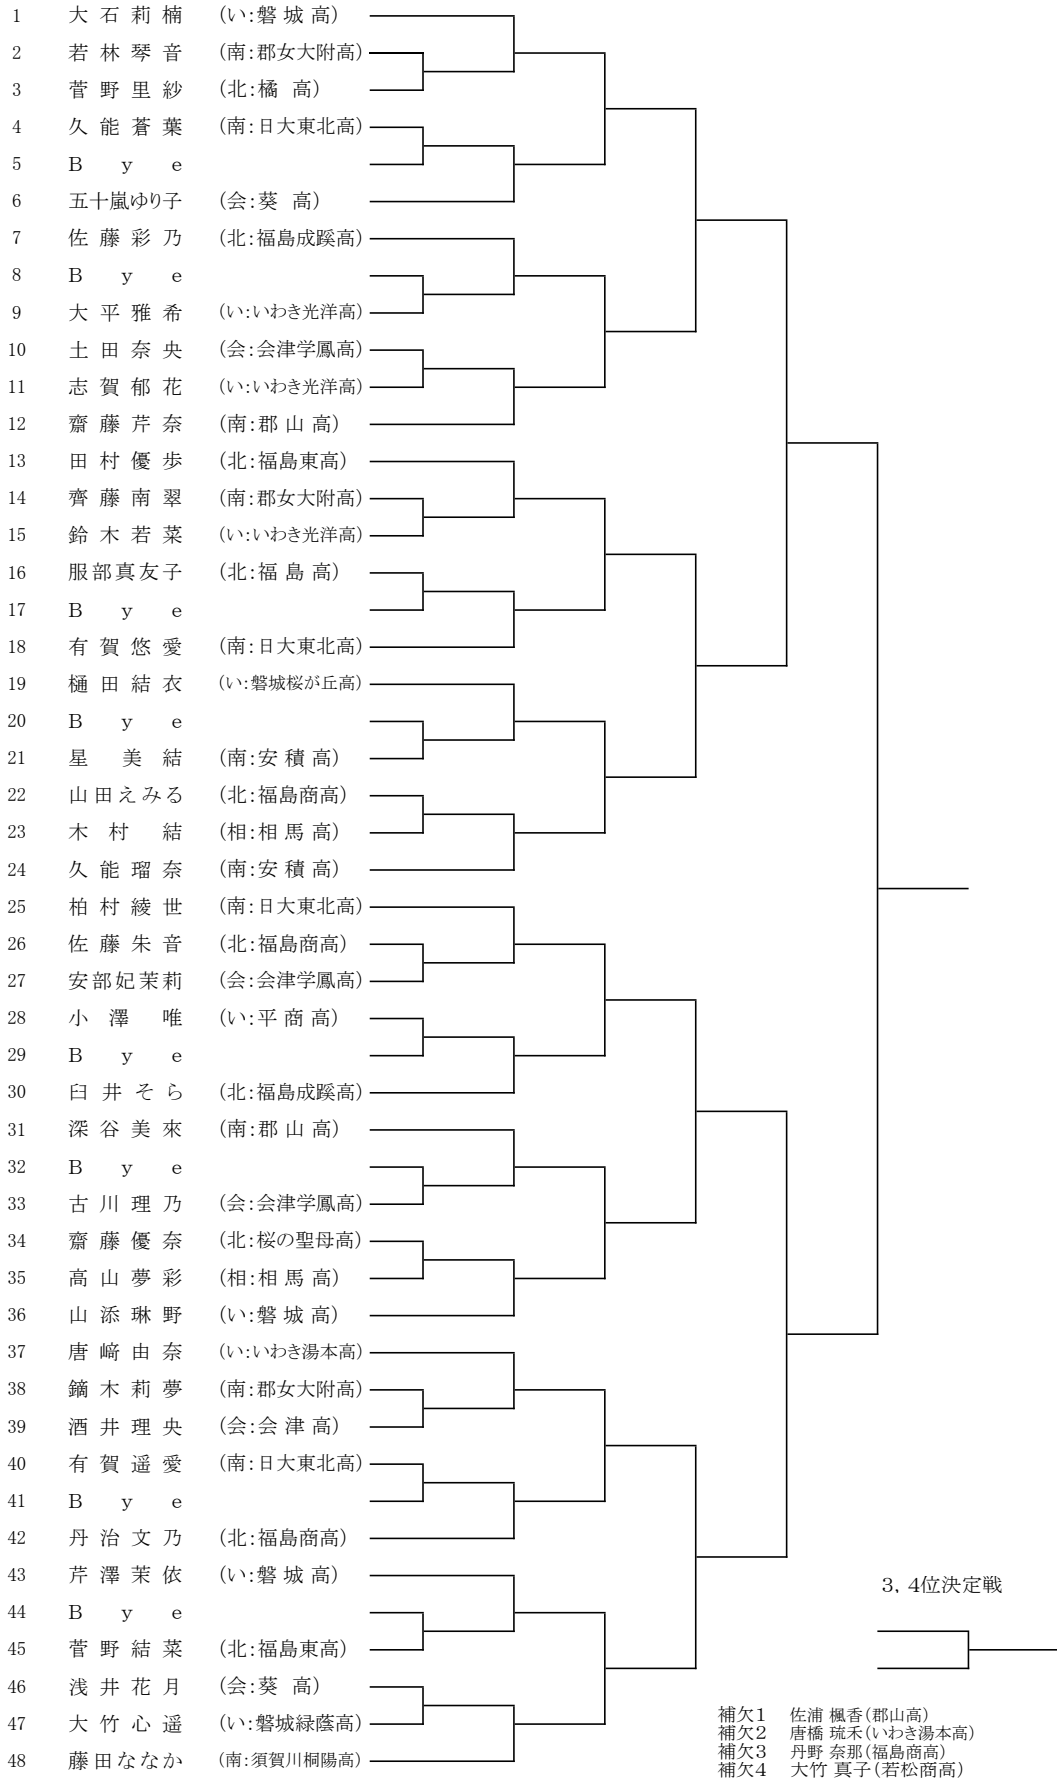 1 大石莉楠 (い:磐城高)
2 若林琴音 (南:郡女大附高)
3 菅野里紗 (北:橘 高)
4 久能蒼葉 (南:日大東北高)
5 Bye
6 五十嵐ゆり子 (会:葵 高)
7 佐藤彩乃 (北:福島成蹊高)
8 Bye
9 大平雅希 (い:いわき光洋高)
10 土田奈央 (会:会津学鳳高)
11 志賀郁花 (い:いわき光洋高)
12 齋藤芹奈 (南:郡山高)
13 田村優歩 (北:福島東高)
14 齊藤南翠 (南:郡女大附高)
15 鈴木若菜 (い:いわき光洋高)
16 服部真友子 (北:福島高)
17 Bye
18 有賀悠愛 (南:日大東北高)
19 樋田結衣 (い:磐城桜が丘高)
20 Bye
21 星 美結 (南:安積高)
22 山田えみる (北:福島商高)
23 木村 結 (相:相馬高)
24 久能瑠奈 (南:安積高)
25 柏村綾世 (南:日大東北高)
26 佐藤朱音 (北:福島商高)
27 安部妃茉莉 (会:会津学鳳高)
28 小澤 唯 (い:平商高)
29 Bye
30 臼井そら (北:福島成蹊高)
31 深谷美來 (南:郡山高)
32 Bye
33 古川理乃 (会:会津学鳳高)
34 齋藤優奈 (北:桜の聖母高)
35 高山夢彩 (相:相馬高)
36 山添琳野 (い:磐城高)
37 唐﨑由奈 (い:いわき湯本高)
38 鏑木莉夢 (南:郡女大附高)
39 酒井理央 (会:会津高)
40 有賀遥愛 (南:日大東北高)
41 Bye
42 丹治文乃 (北:福島商高)
43 芹澤茉依 (い:磐城高)
44 Bye
45 菅野結菜 (北:福島東高)
46 浅井花月 (会:葵 高)
47 大竹心遥 (い:磐城緑蔭高)
48 藤田ななか (南:須賀川桐陽高)
3,4位決定戦
補欠1 佐浦 楓香(郡山高)
補欠2 唐橋 琉禾(いわき湯本高)
補欠3 丹野 奈那(福島商高)
補欠4 大竹 真子(若松商高)